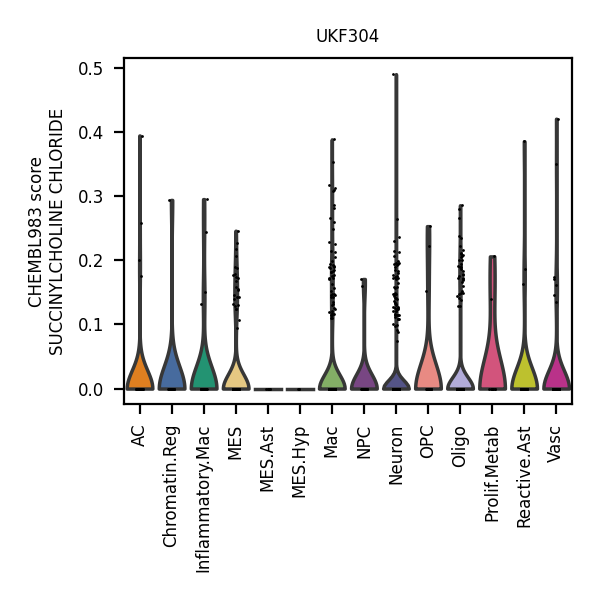 UKF304
CHEMBL983 score
SUCCINYLCHOLINE CHLORIDE
0.5
0.4
0.3
0.2
0.1
0.0
AC
Chromatin.Reg
Inflammatory.Mac
MES
MES.Ast
MES.Hyp
Mac
NPC
Neuron
OPC
Oligo
Prolif.Metab
Reactive.Ast
Vasc